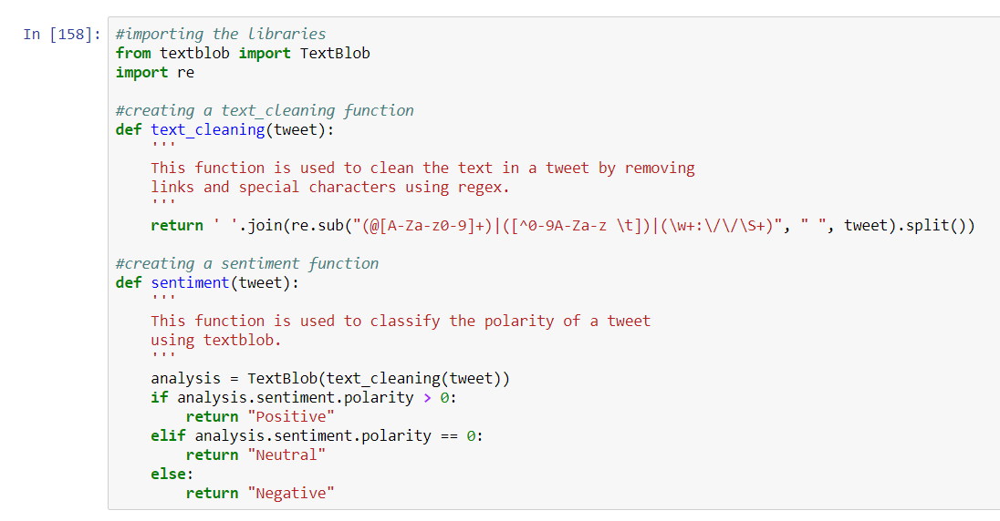 In [158]:
#importing the libraries
from textblob import TextBlob
import re
#creating a text_cleaning function
def text_cleaning(tweet):
    '''
    This function is used to clean the text in a tweet by removing
    links and special characters using regex.
    '''
    return ' '.join(re.sub("(@[A-Za-z0-9]+)|([^0-9A-Za-z \t])|(\w+:\/\/\S+)", " ", tweet).split())
#creating a sentiment function
def sentiment(tweet):
    '''
    This function is used to classify the polarity of a tweet
    using textblob.
    '''
    analysis = TextBlob(text_cleaning(tweet))
    if analysis.sentiment.polarity > 0:
        return "Positive"
    elif analysis.sentiment.polarity == 0:
        return "Neutral"
    else:
        return "Negative"